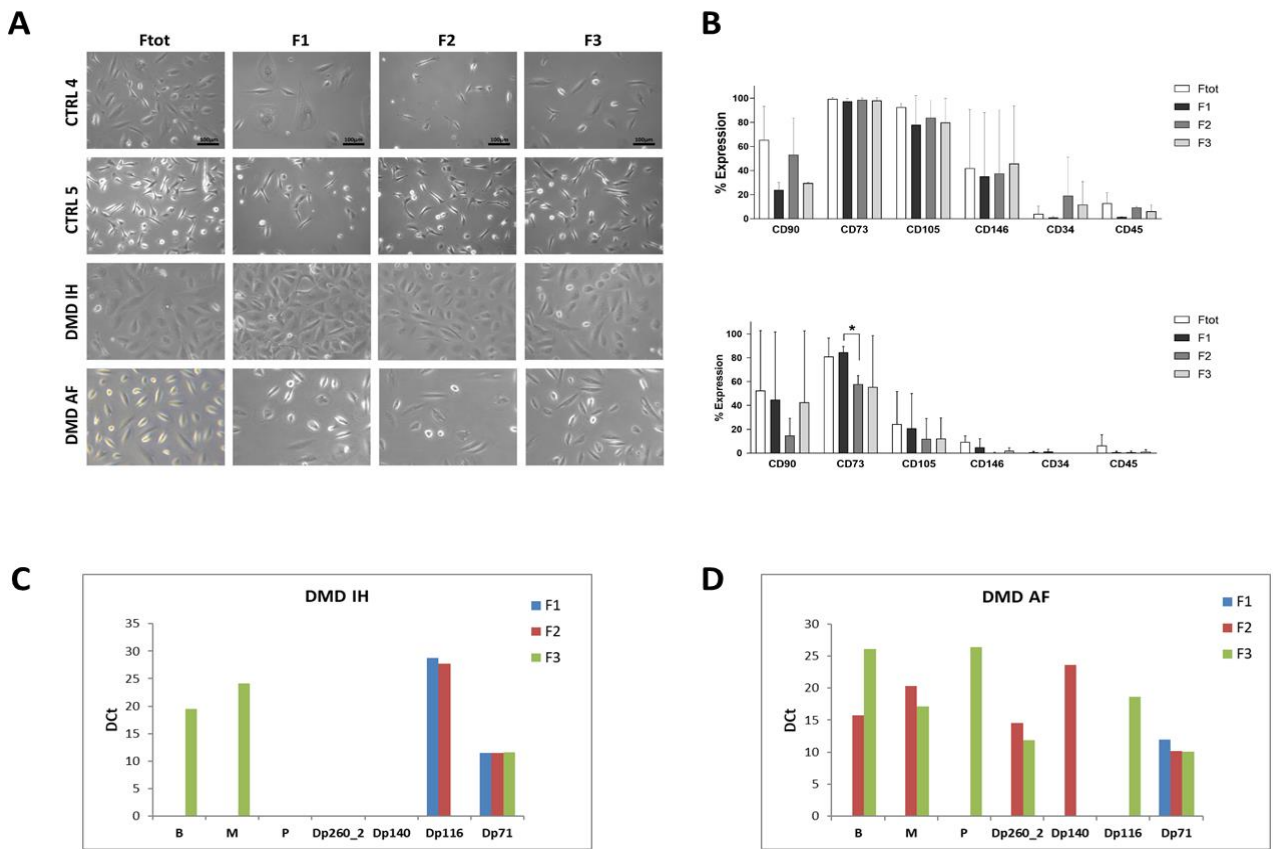 A
Ftot F1 F2 F3
CTRL 4
100µm 100µm 100µm 100µm
CTRL 5
DMD IH
DMD AF
B
% Expression
100
80
60
40
20
0
CD90 CD73 CD105 CD146 CD34 CD45
Ftot
F1
F2
F3
% Expression
100
80
60
40
20
0
*
CD90 CD73 CD105 CD146 CD34 CD45
Ftot
F1
F2
F3
C
DMD IH
DCt
35
30
25
20
15
10
5
0
B M P Dp260_2 Dp140 Dp116 Dp71
F1
F2
F3
D
DMD AF
DCt
30
25
20
15
10
5
0
B M P Dp260_2 Dp140 Dp116 Dp71
F1
F2
F3